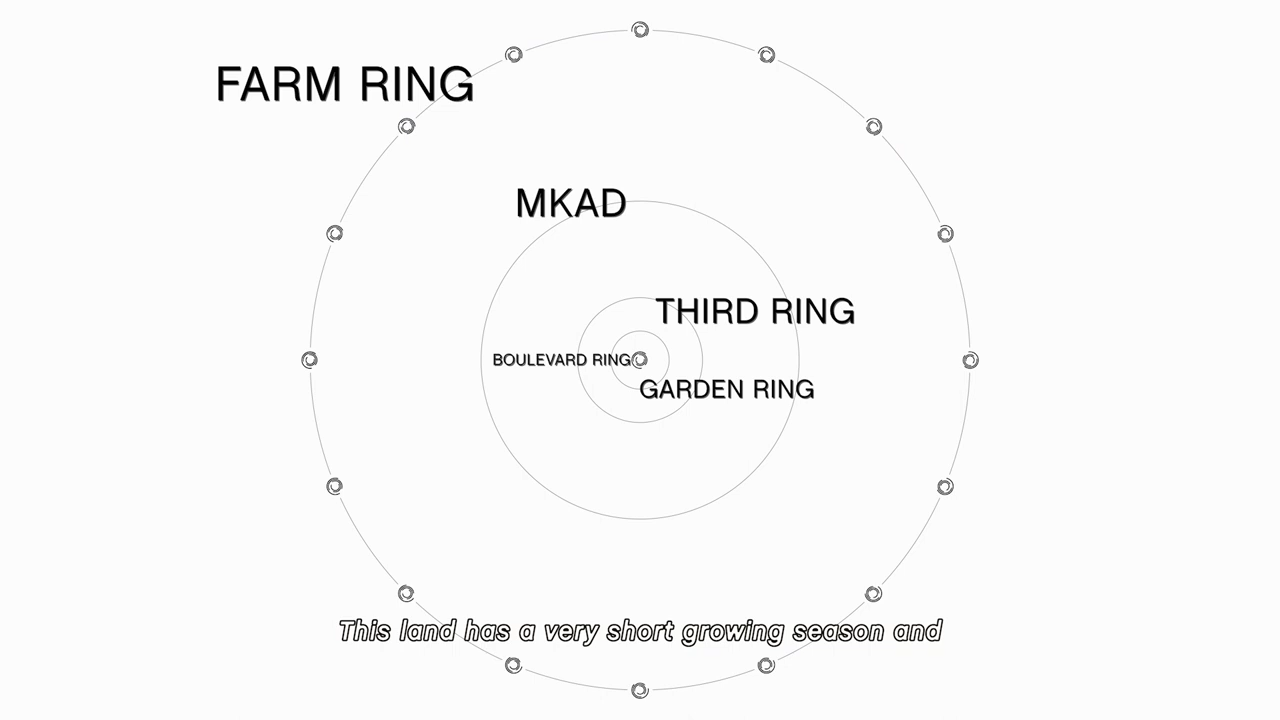 FARM RING
MKAD
THIRD RING
BOULEVARD RING
GARDEN RING
This land has a very short growing season and